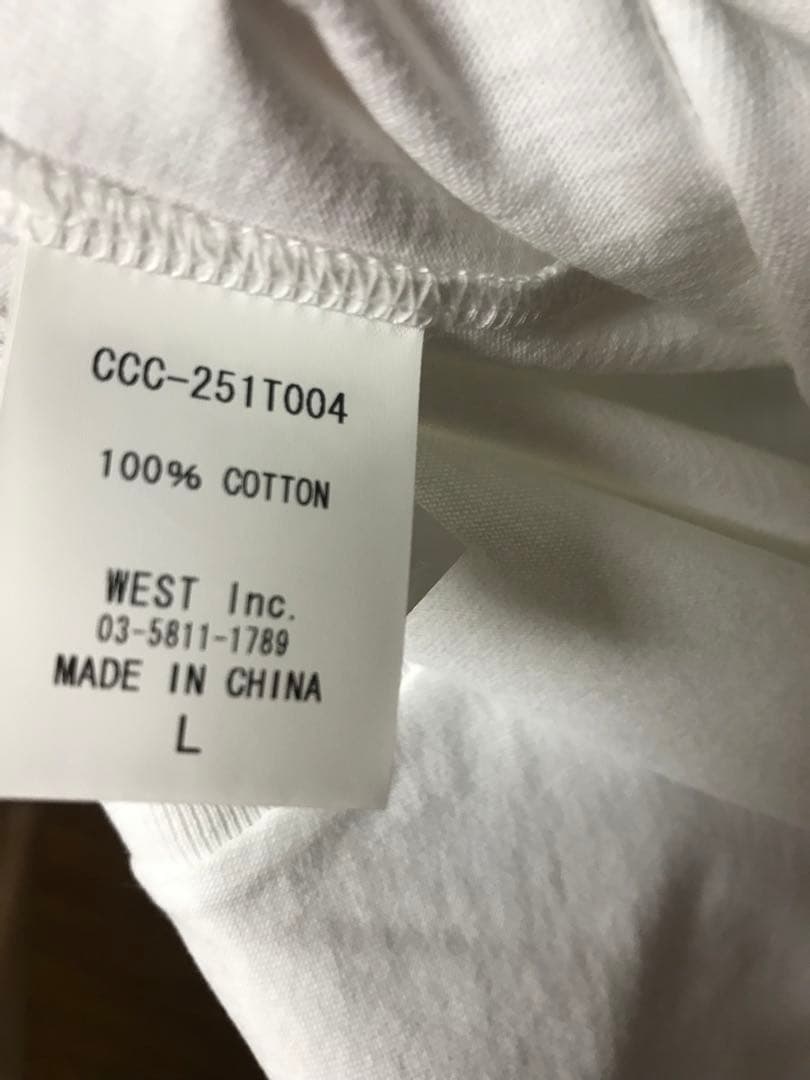 CCC-251T004
100% COTTON
WEST Inc.
03-5811-1789
MADE IN CHINA
L